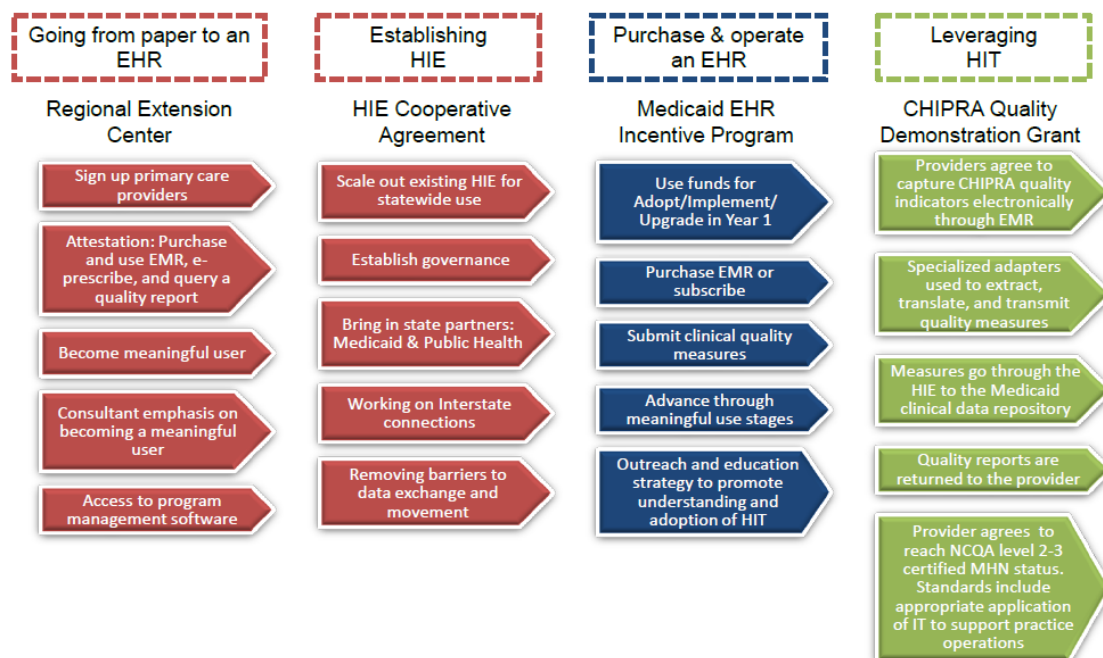 Going from paper to an
EHR
Regional Extension
Center
Sign up primary care
providers
Attestation: Purchase
and use EMR, e-
prescribe, and query a
quality report
Become meaningful user
Consultant emphasis on
becoming a meaningful
user
Access to program
management software
Establishing
HIE
HIE Cooperative
Agreement
Scale out existing HIE for
statewide use
Establish governance
Bring in state partners:
Medicaid & Public Health
Working on Interstate
connections
Removing barriers to
data exchange and
movement
Purchase & operate
an EHR
Medicaid EHR
Incentive Program
Use funds for
Adopt/Implement/
Upgrade in Year 1
Purchase EMR or
subscribe
Submit clinical quality
measures
Advance through
meaningful use stages
Outreach and education
strategy to promote
understanding and
adoption of HIT
Leveraging
HIT
CHIPRA Quality
Demonstration Grant
Providers agree to
capture CHIPRA quality
indicators electronically
through EMR
Specialized adapters
used to extract,
translate, and transmit
quality measures
Measures go through the
HIE to the Medicaid
clinical data repository
Quality reports are
returned to the provider
Provider agrees to
reach NCQA level 2-3
certified MHN status.
Standards include
appropriate application
of IT to support practice
operations